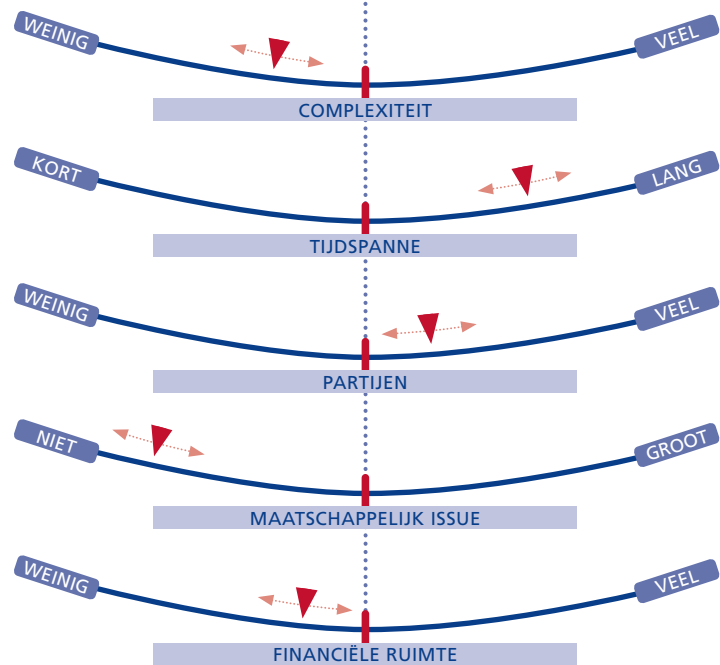 WEINIG
VEEL
COMPLEXITEIT
KORT
LANG
TIJDSPANNE
WEINIG
VEEL
PARTIJEN
NIET
GROOT
MAATSCHAPPELIJK ISSUE
WEINIG
VEEL
FINANCIËLE RUIMTE